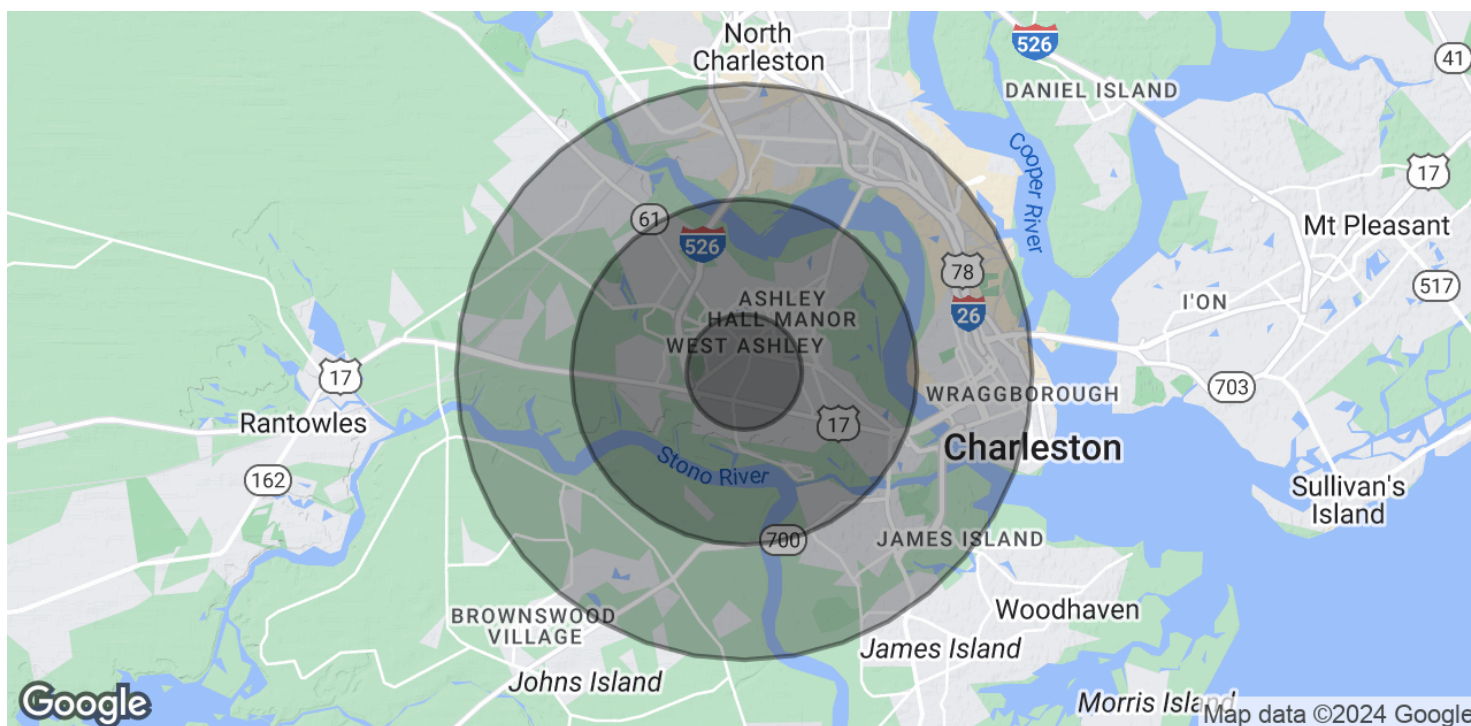 North
Charleston
526
41
DANIEL ISLAND
Cooper River
17
61
526
Mt Pleasant
78
517
I'ON
26
ASHLEY
HALL MANOR
WEST ASHLEY
17
703
WRAGGBOROUGH
Rantowles
17
Charleston
162
Stono River
Sullivan's
Island
700
JAMES ISLAND
BROWNSWOOD
VILLAGE
Woodhaven
James Island
Johns Island
Morris Island
Google
Map data ©2024 Google